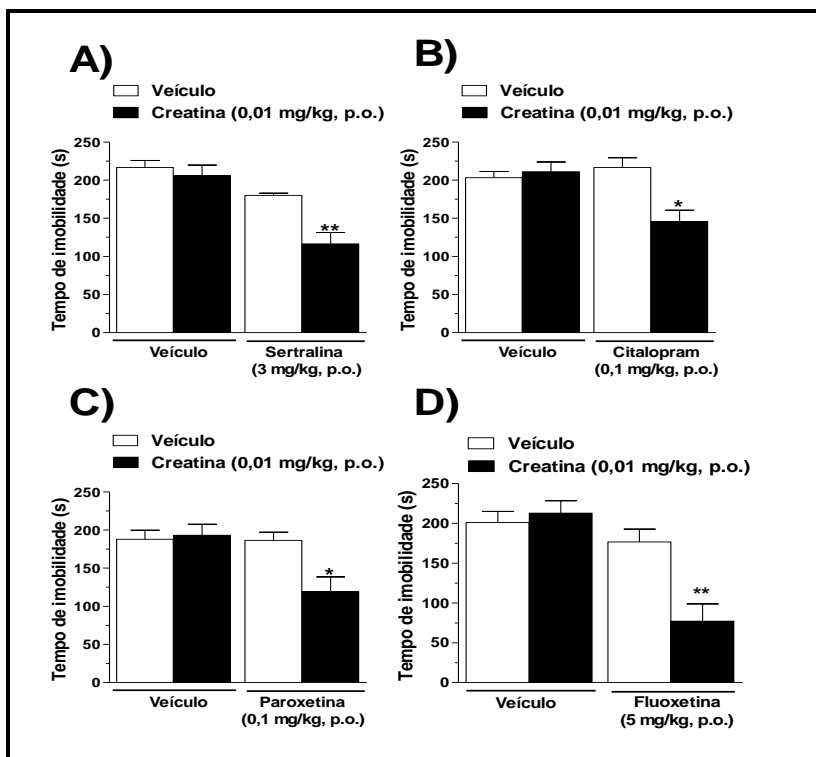 A)
Veículo
Creatina (0,01 mg/kg, p.o.)
Tempo de imobilidade (s)
250
200
150
100
50
0
**
Veículo
Sertralina
(3 mg/kg, p.o.)
B)
Veículo
Creatina (0,01 mg/kg, p.o.)
Tempo de imobilidade (s)
250
200
150
100
50
0
*
Veículo
Citalopram
(0,1 mg/kg, p.o.)
C)
Veículo
Creatina (0,01 mg/kg, p.o.)
Tempo de imobilidade (s)
250
200
150
100
50
0
*
Veículo
Paroxetina
(0,1 mg/kg, p.o.)
D)
Veículo
Creatina (0,01 mg/kg, p.o.)
Tempo de imobilidade (s)
250
200
150
100
50
0
**
Veículo
Fluoxetina
(5 mg/kg, p.o.)